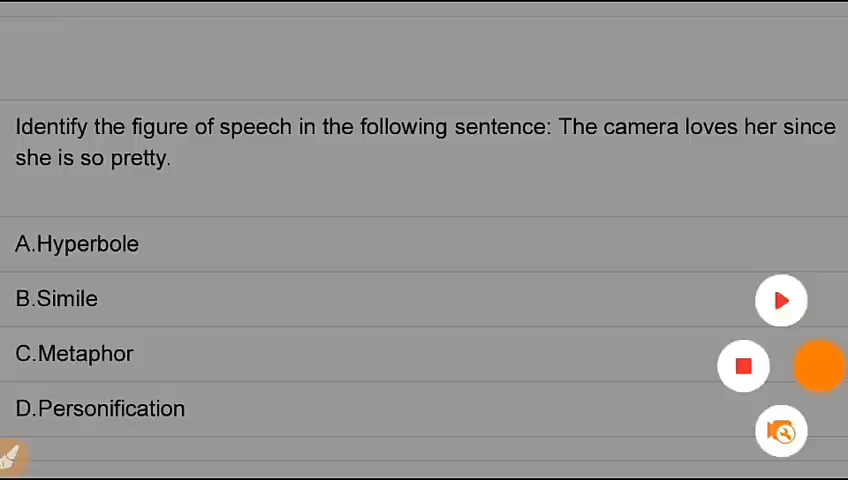 Identify the figure of speech in the following sentence: The camera loves her since
she is so pretty.
A.Hyperbole
B.Simile
C.Metaphor
D.Personification